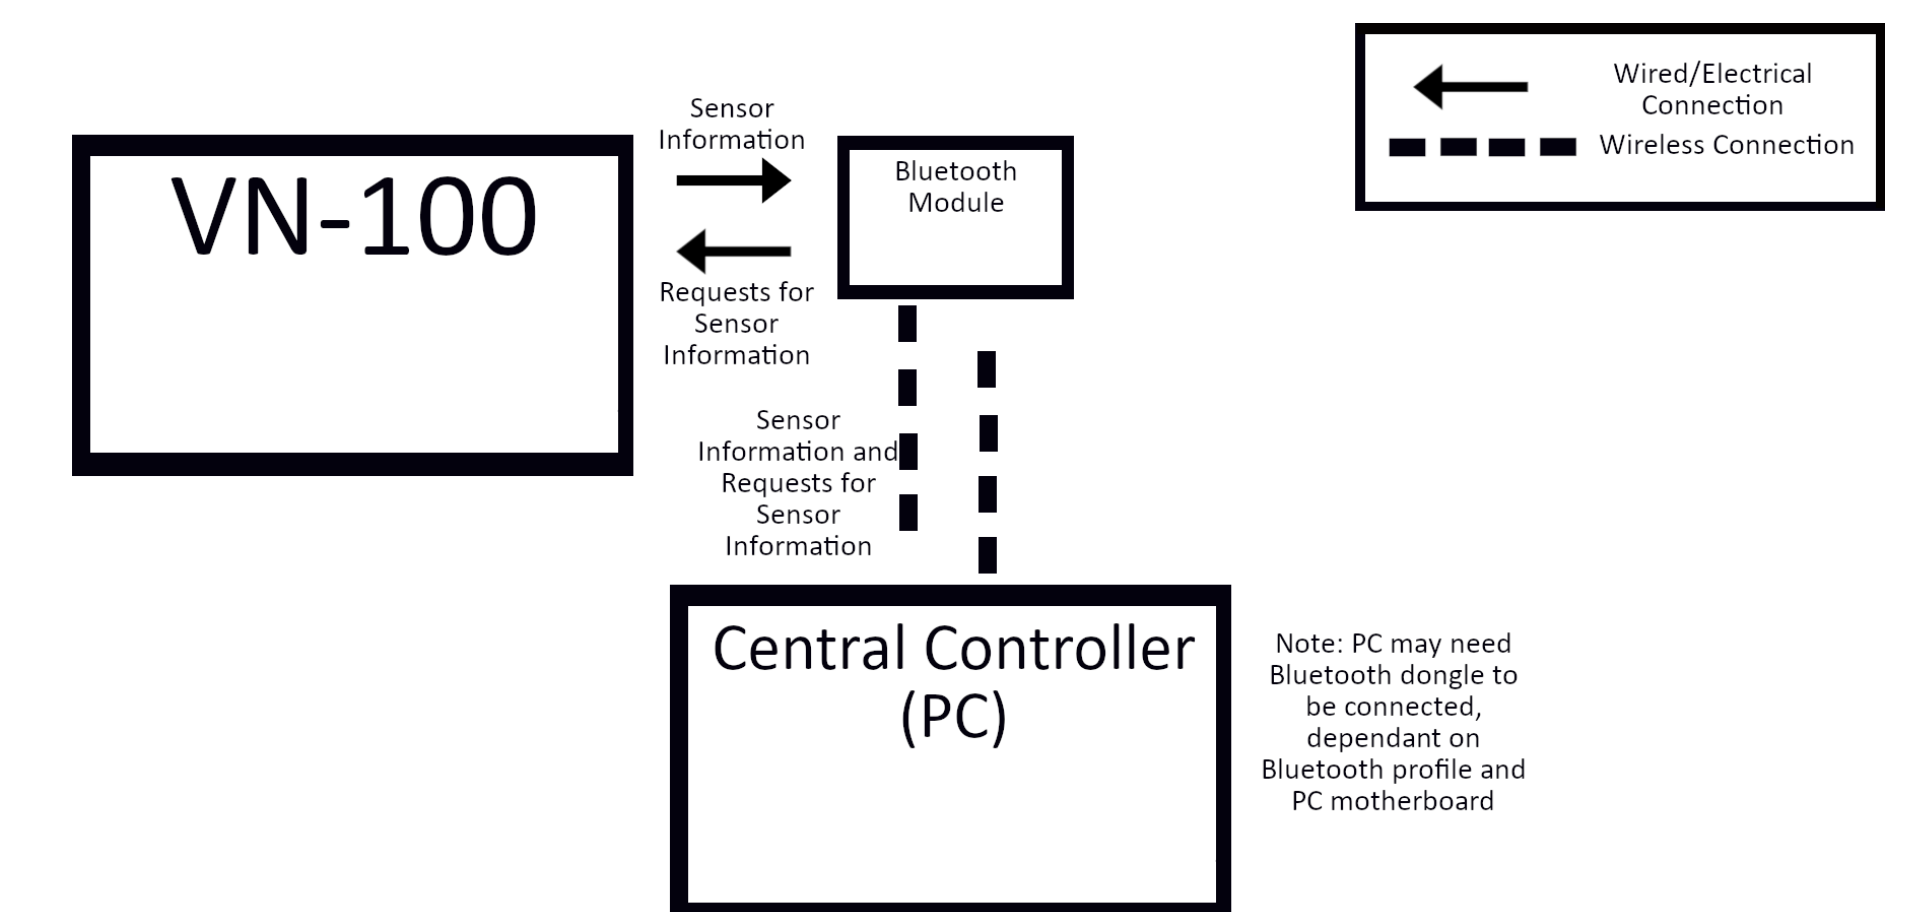 Sensor
Information
VN-100
Bluetooth
Module
Requests for
Sensor
Information
Wired/Electrical
Connection
Wireless Connection
Sensor
Information and
Requests for
Sensor
Information
Central Controller
(PC)
Note: PC may need
Bluetooth dongle to
be connected,
dependant on
Bluetooth profile and
PC motherboard